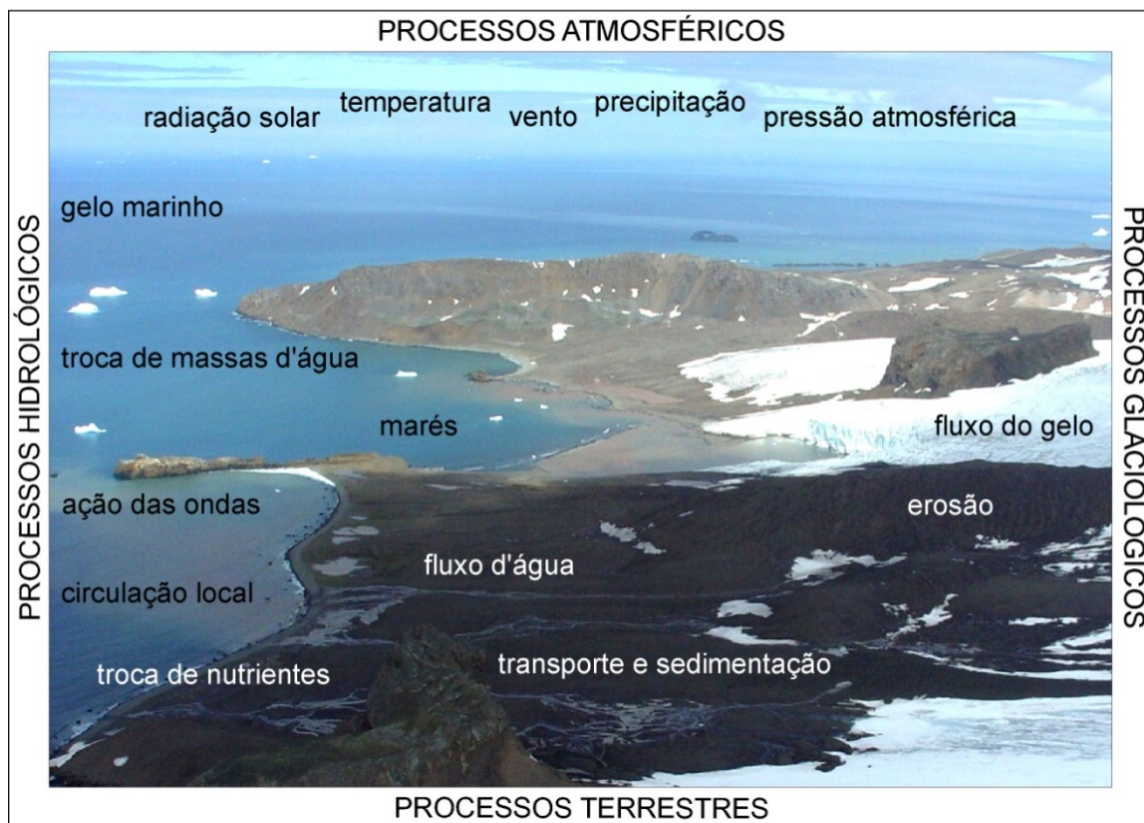 PROCESSOS ATMOSFÉRICOS
radiação solar
temperatura
vento
precipitação
pressão atmosférica
gelo marinho
PROCESSOS HIDROLÓGICOS
PROCESSOS GLACIOLÓGICOS
troca de massas d'água
marés
fluxo do gelo
ação das ondas
erosão
fluxo d'água
circulação local
troca de nutrientes
transporte e sedimentação
PROCESSOS TERRESTRES